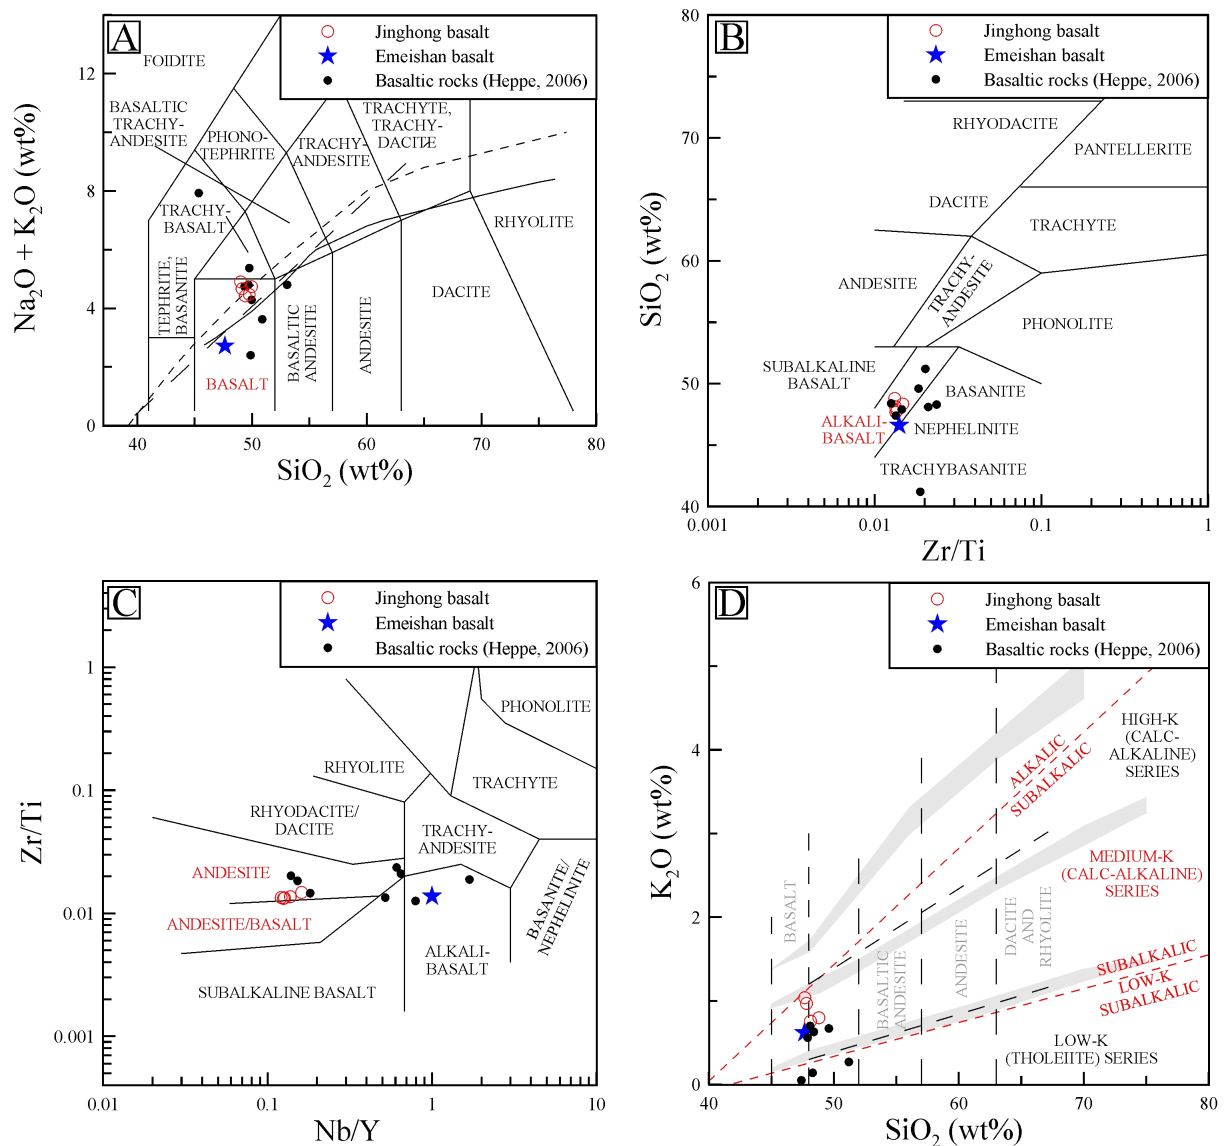 A
Jinghong basalt
Emeishan basalt
Basaltic rocks (Heppe, 2006)
FOIDITE
BASALTIC
TRACHY-
ANDESITE
PHONO-
TEPHRITE
TRACHY-
ANDESITE
TRACHYTE,
TRACHY-
DACITE
TRACHY-
BASALT
RHYOLITE
TEPHRITE,
BASANITE
BASALT
BASALTIC
ANDESITE
ANDESITE
DACITE
12
8
4
0
40
50
60
70
80
Na2O + K2O (wt%)
SiO2 (wt%)
B
Jinghong basalt
Emeishan basalt
Basaltic rocks (Heppe, 2006)
RHYODACITE
PANTELLERITE
DACITE
TRACHYTE
ANDESITE
TRACHY-
ANDESITE
PHONOLITE
SUBALKALINE
BASALT
BASANITE
ALKALI-
BASALT
NEPHELINITE
TRACHYBASANITE
80
70
60
50
40
0.001
0.01
0.1
1
SiO2 (wt%)
Zr/Ti
C
Jinghong basalt
Emeishan basalt
Basaltic rocks (Heppe, 2006)
PHONOLITE
RHYOLITE
TRACHYTE
RHYODACITE/
DACITE
TRACHY-
ANDESITE
ANDESITE
ANDESITE/BASALT
BASANITE/
NEPHELINITE
ALKALI-
BASALT
SUBALKALINE BASALT
1
0.1
0.01
0.001
0.01
0.1
1
10
Zr/Ti
Nb/Y
D
Jinghong basalt
Emeishan basalt
Basaltic rocks (Heppe, 2006)
ALKALIC
SUBALKALIC
HIGH-K
(CALC-
ALKALINE)
SERIES
MEDIUM-K
(CALC-ALKALINE)
SERIES
BASALT
BASALTIC
ANDESITE
ANDESITE
DACITE
AND
RHYOLITE
SUBALKALIC
LOW-K
SUBALKALIC
LOW-K
(THOLEIITE) SERIES
6
4
2
0
40
50
60
70
80
K2O (wt%)
SiO2 (wt%)